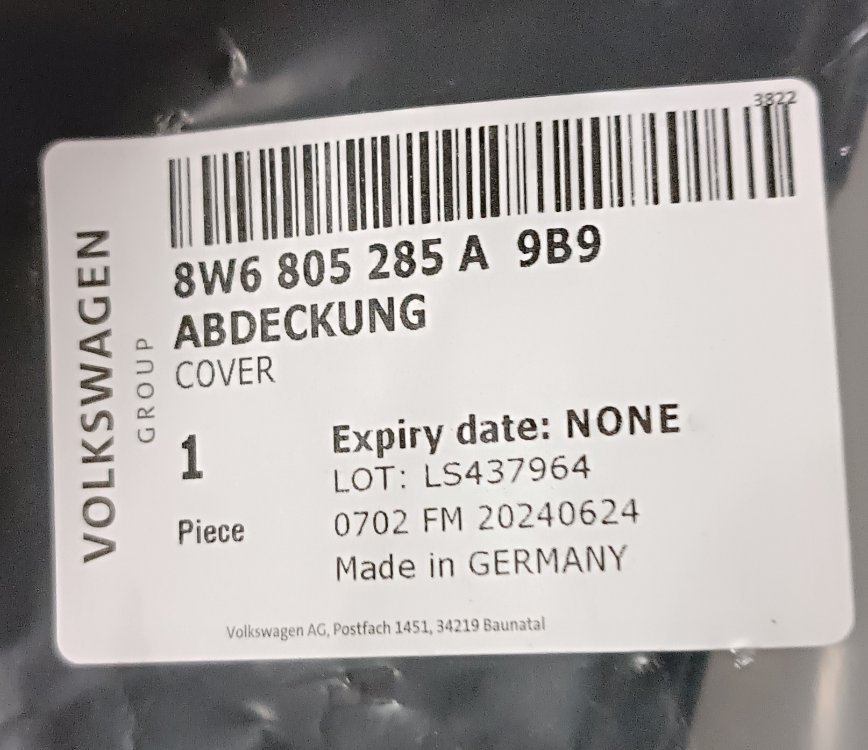 3822
8W6 805 285 A 9B9
ABDECKUNG
COVER
VOLKSWAGEN
GROUP
1
Piece
Expiry date: NONE
LOT: LS437964
0702 FM 20240624
Made in GERMANY
Volkswagen AG, Postfach 1451, 34219 Baunatal